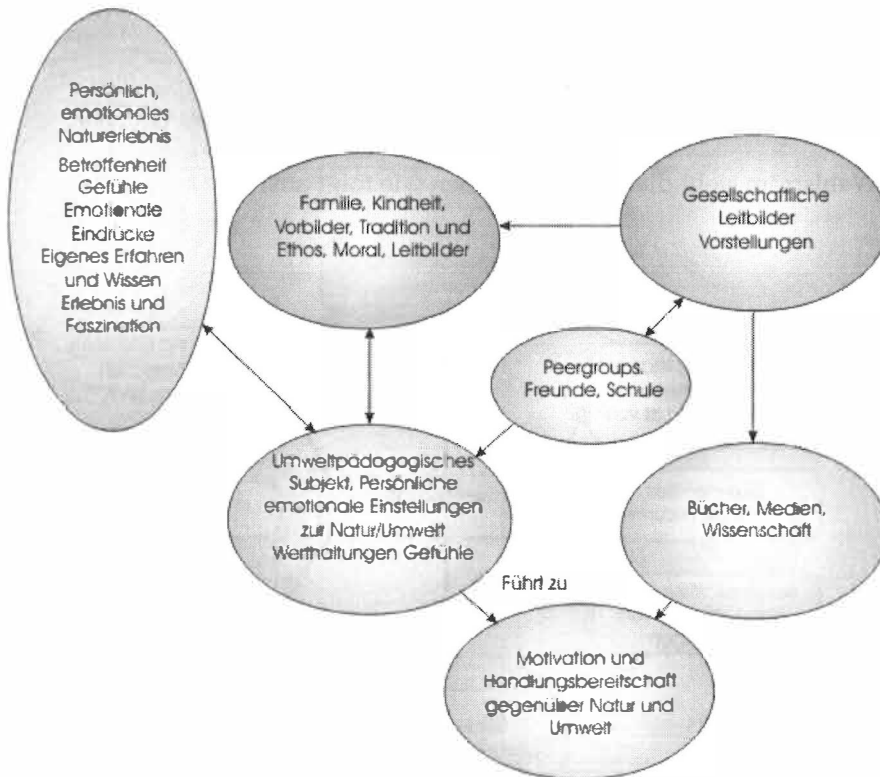 Persönlich,
emotionales
Naturerlebnis
Betroffenheit
Gefühle
Emotionale
Eindrücke
Eigenes Erfahren
und Wissen
Erlebnis und
Faszination
Familie, Kindheit,
Vorbilder, Tradition und
Ethos, Moral, Leitbilder
Gesellschaftliche
Leitbilder
Vorstellungen
Peergroups.
Freunde, Schule
Umweltpädagogisches
Subjekt, Persönliche
emotionale Einstellungen
zur Natur/Umwelt
Werthaltungen Gefühle
Bücher, Medien,
Wissenschaft
Führt zu
Motivation und
Handlungsbereitschaft
gegenüber Natur und
Umwelt